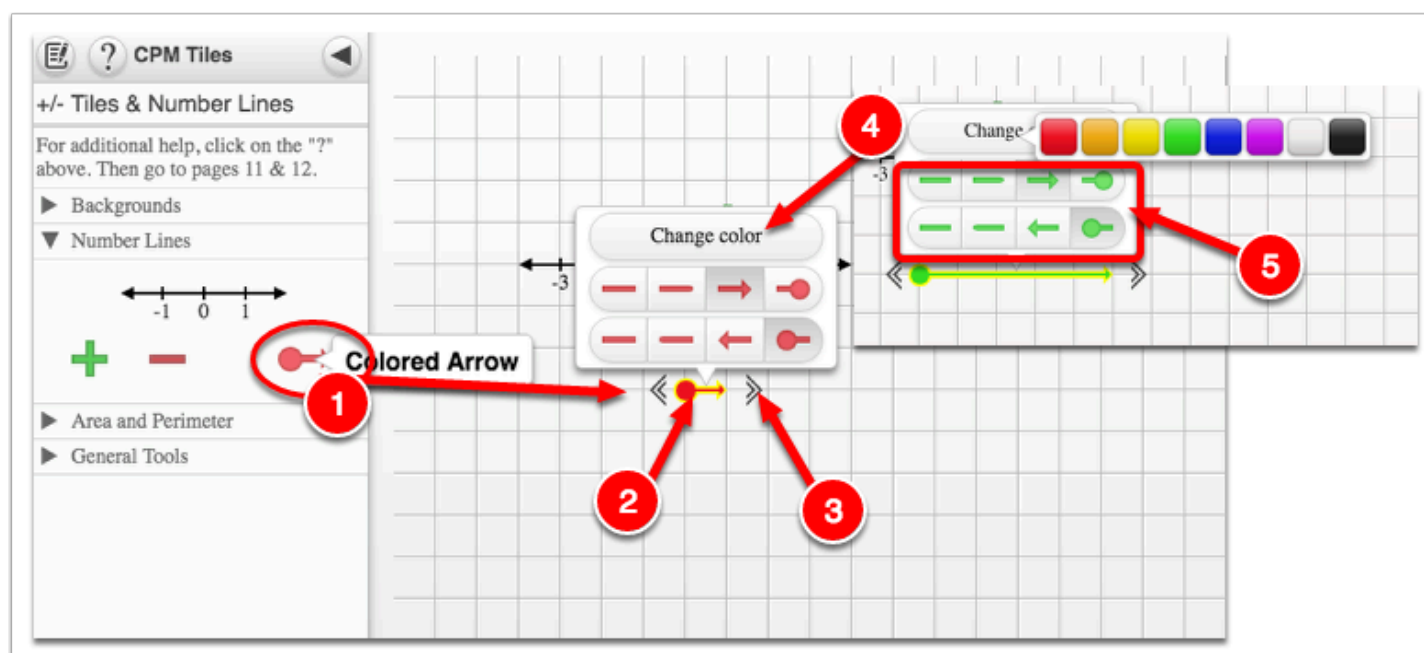 CPM Tiles
+/- Tiles & Number Lines
For additional help, click on the "?"
above. Then go to pages 11 & 12.
Backgrounds
Number Lines
-1 0 1
Colored Arrow
1
Area and Perimeter
General Tools
Change color
-3
2
3
4
Change
-3
5